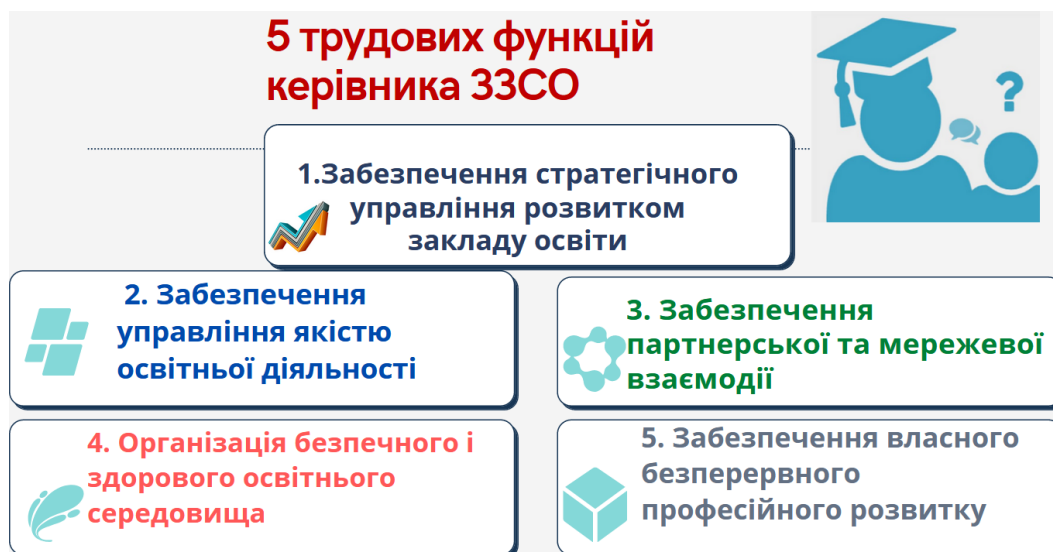 5 трудових функцій
керівника ЗЗСО
?
1.Забезпечення стратегічного
управління розвитком
закладу освіти
2. Забезпечення
управління якістю
освітньої діяльності
3. Забезпечення
партнерської та мережевої
взаємодії
4. Організація безпечного і
здорового освітнього
середовища
5. Забезпечення власного
безперервного
професійного розвитку